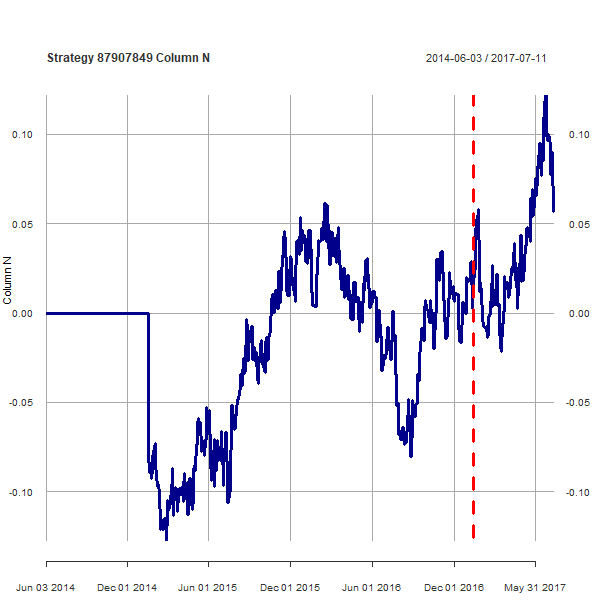 Strategy 87907849 Column N
2014-06-03 / 2017-07-11
0.10
0.10
0.05
0.05
Column N
0.00
0.00
-0.05
-0.05
-0.10
-0.10
Jun 03 2014
Dec 01 2014
Jun 01 2015
Dec 01 2015
Jun 01 2016
Dec 01 2016
May 31 2017